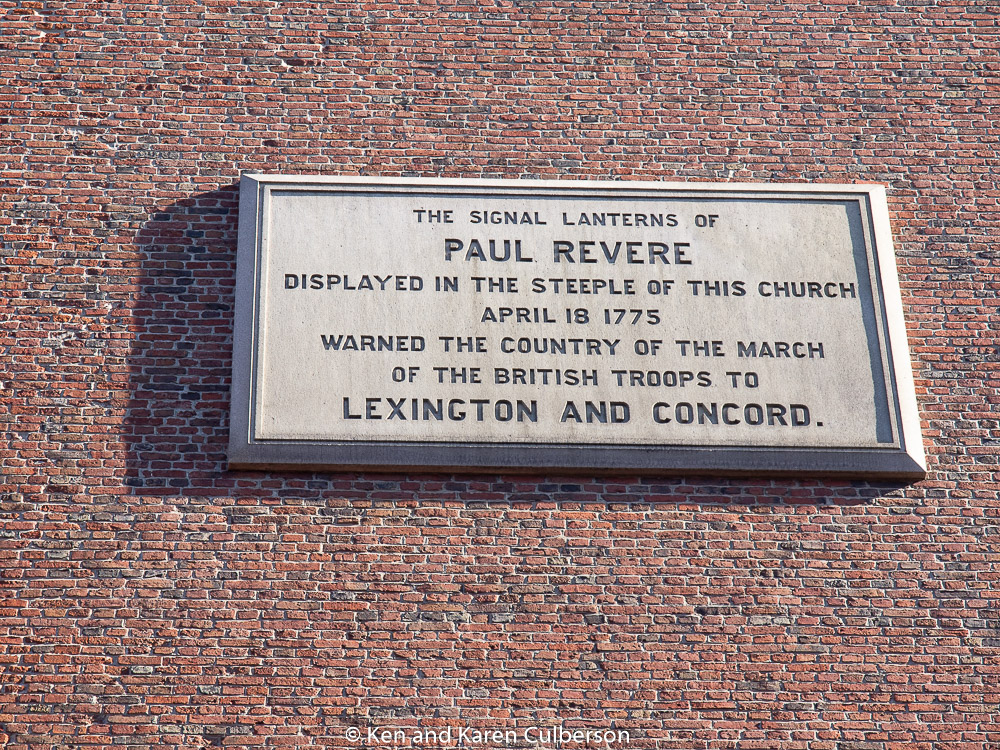 THE SIGNAL LANTERNS OF
PAUL REVERE
DISPLAYED IN THE STEEPLE OF THIS CHURCH
APRIL 18 1775
WARNED THE COUNTRY OF THE MARCH
OF THE BRITISH TROOPS TO
LEXINGTON AND CONCORD.
© Ken and Karen Culberson